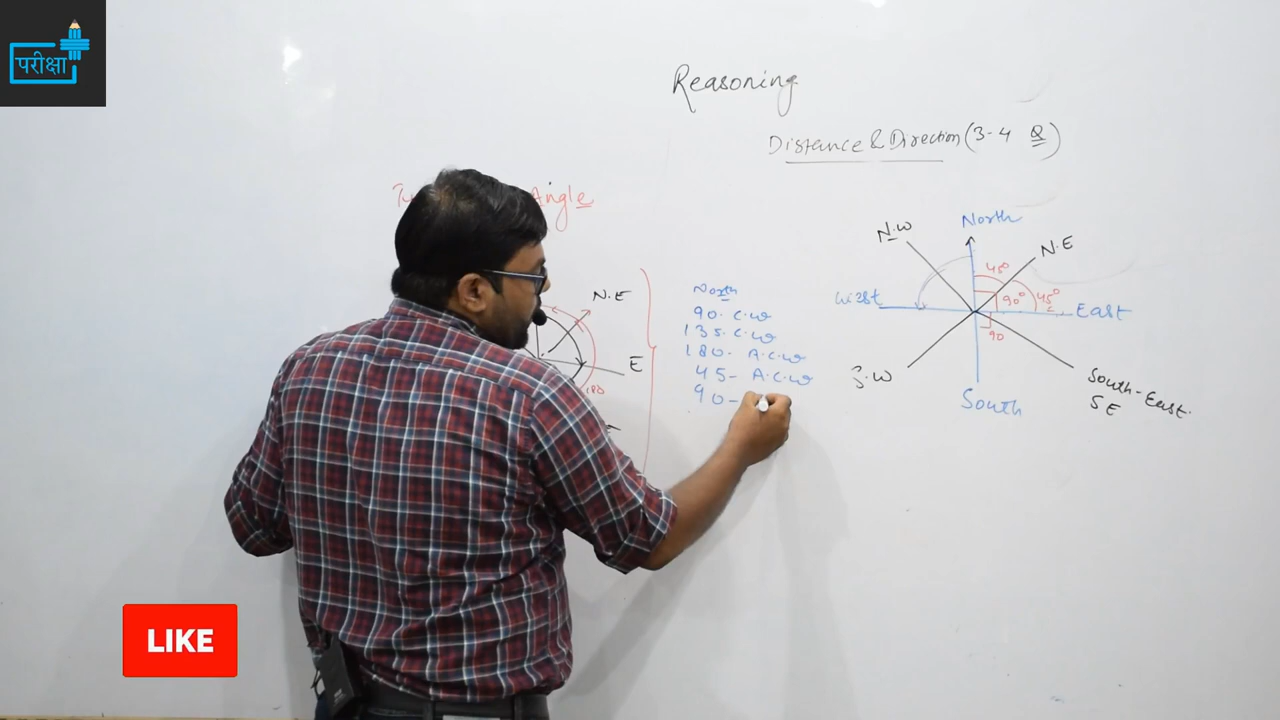 परीक्षा
Reasoning
Distance & Direction (3-4 Q)
Angle
N.E
E
180
North
90. C.W
135. C.W
180- A.C.W
45- A.C.W
90-
North
N.W
N.E
45°
90°
45°
West
East
90
S.W
South
South-East
SE
LIKE